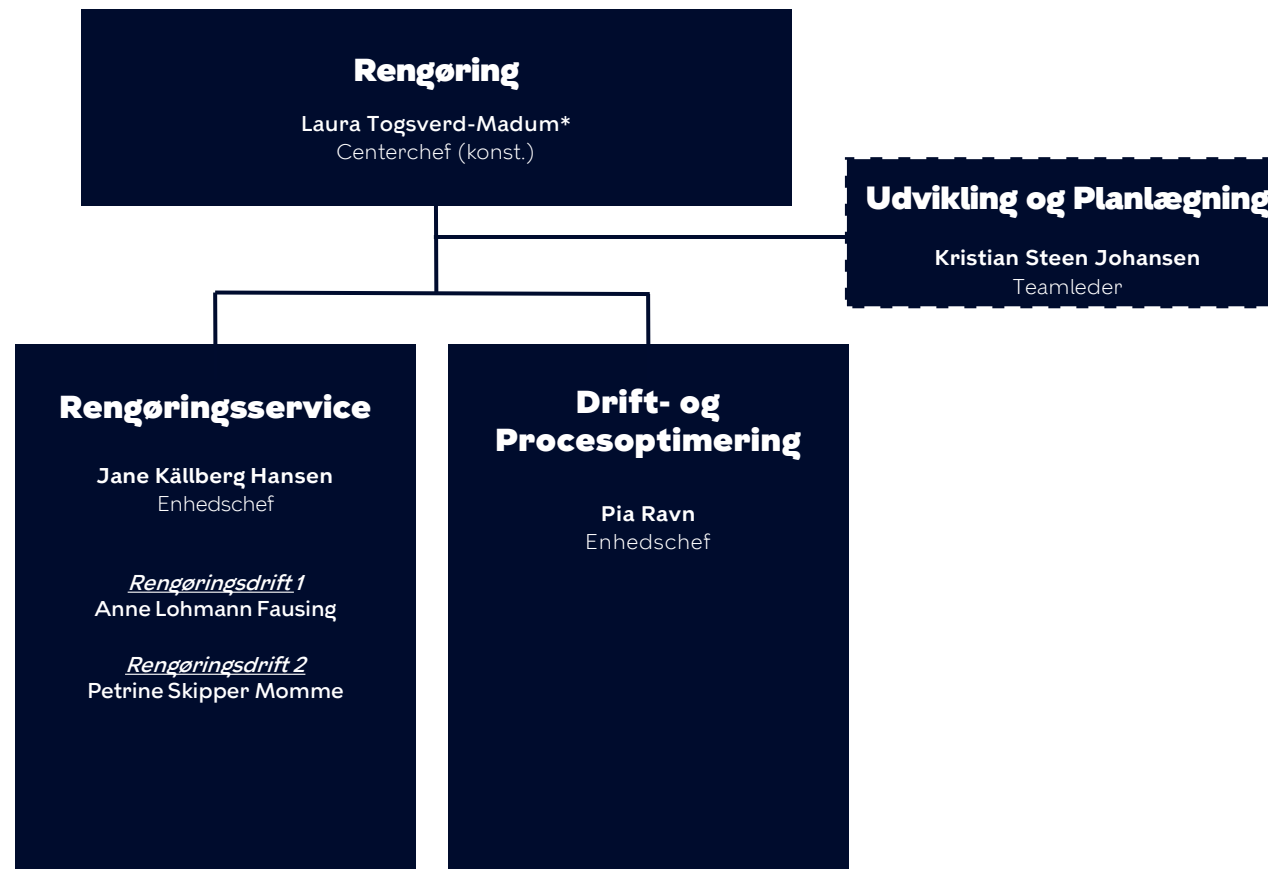 Rengøring
Laura Togsverd-Madum*
Centerchef (konst.)
Udvikling og Planlægning
Kristian Steen Johansen
Teamleder
Rengøringsservice
Jane Källberg Hansen
Enhedschef
Rengøringsdrift 1
Anne Lohmann Fausing
Rengøringsdrift 2
Petrine Skipper Momme
Drift- og
Procesoptimering
Pia Ravn
Enhedschef